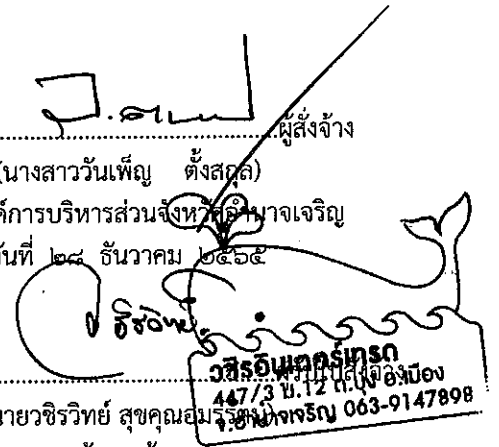 ผู้สั่งจ้าง
(นางสาววันเพ็ญ ตั้งสกุล)
ค์การบริหารส่วนจังหวัดอำนาจเจริญ
วันที่ ๒๘ ธันวาคม ๒๕๖๕
นายวชิรวิทย์ สุขคุณอมรรัตน์)
วชิรอินเตอร์เทรด
447/3 ม.12 ต.บุ่ง อ.เมือง
จ.อำนาจเจริญ 063-9147898